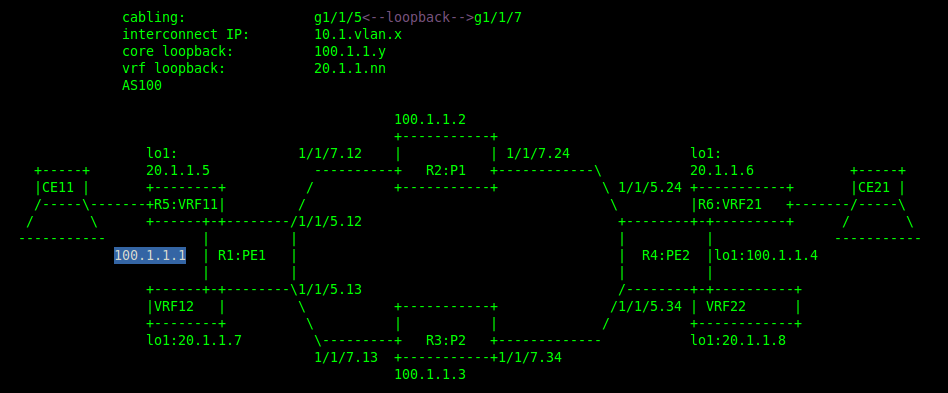 cabling: g1/1/5<--loopback-->g1/1/7
interconnect IP: 10.1.vlan.x
core loopback: 100.1.1.y
vrf loopback: 20.1.1.nn
AS100
100.1.1.2
+-----------+
lo1: 1/1/7.12 | | 1/1/7.24 lo1:
+-----+ 20.1.1.5 ----------+ R2:P1 +------------\ 20.1.1.6 +-----+
|CE11 | +--------+ / +-----------+ \ 1/1/5.24 +-----------+ |CE21 |
/-----\-------+R5:VRF11| / \ |R6:VRF21 +-------/-----\
/ \ +------+-+--------/1/1/5.12 +--------+-+---------+ / \
----------- | | | | -----------
100.1.1.1 | R1:PE1 | | R4:PE2 |lo1:100.1.1.4
| | | |
+------+-+--------\1/1/5.13 /--------+-+----------+
|VRF12 | \ +-----------+ /1/1/5.34 | VRF22 |
+--------+ \ | | / +------------+
lo1:20.1.1.7 \---------+ R3:P2 +------------- lo1:20.1.1.8
1/1/7.13 +-----------+1/1/7.34
100.1.1.3